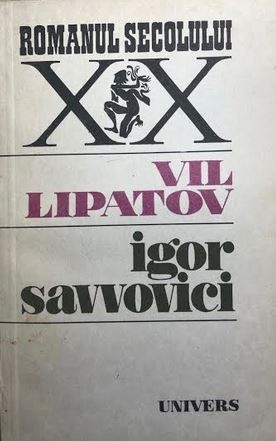 ROMANUL SECOLULUI
XX
VIL
LIPATOV
igor
savvovici
UNIVERS